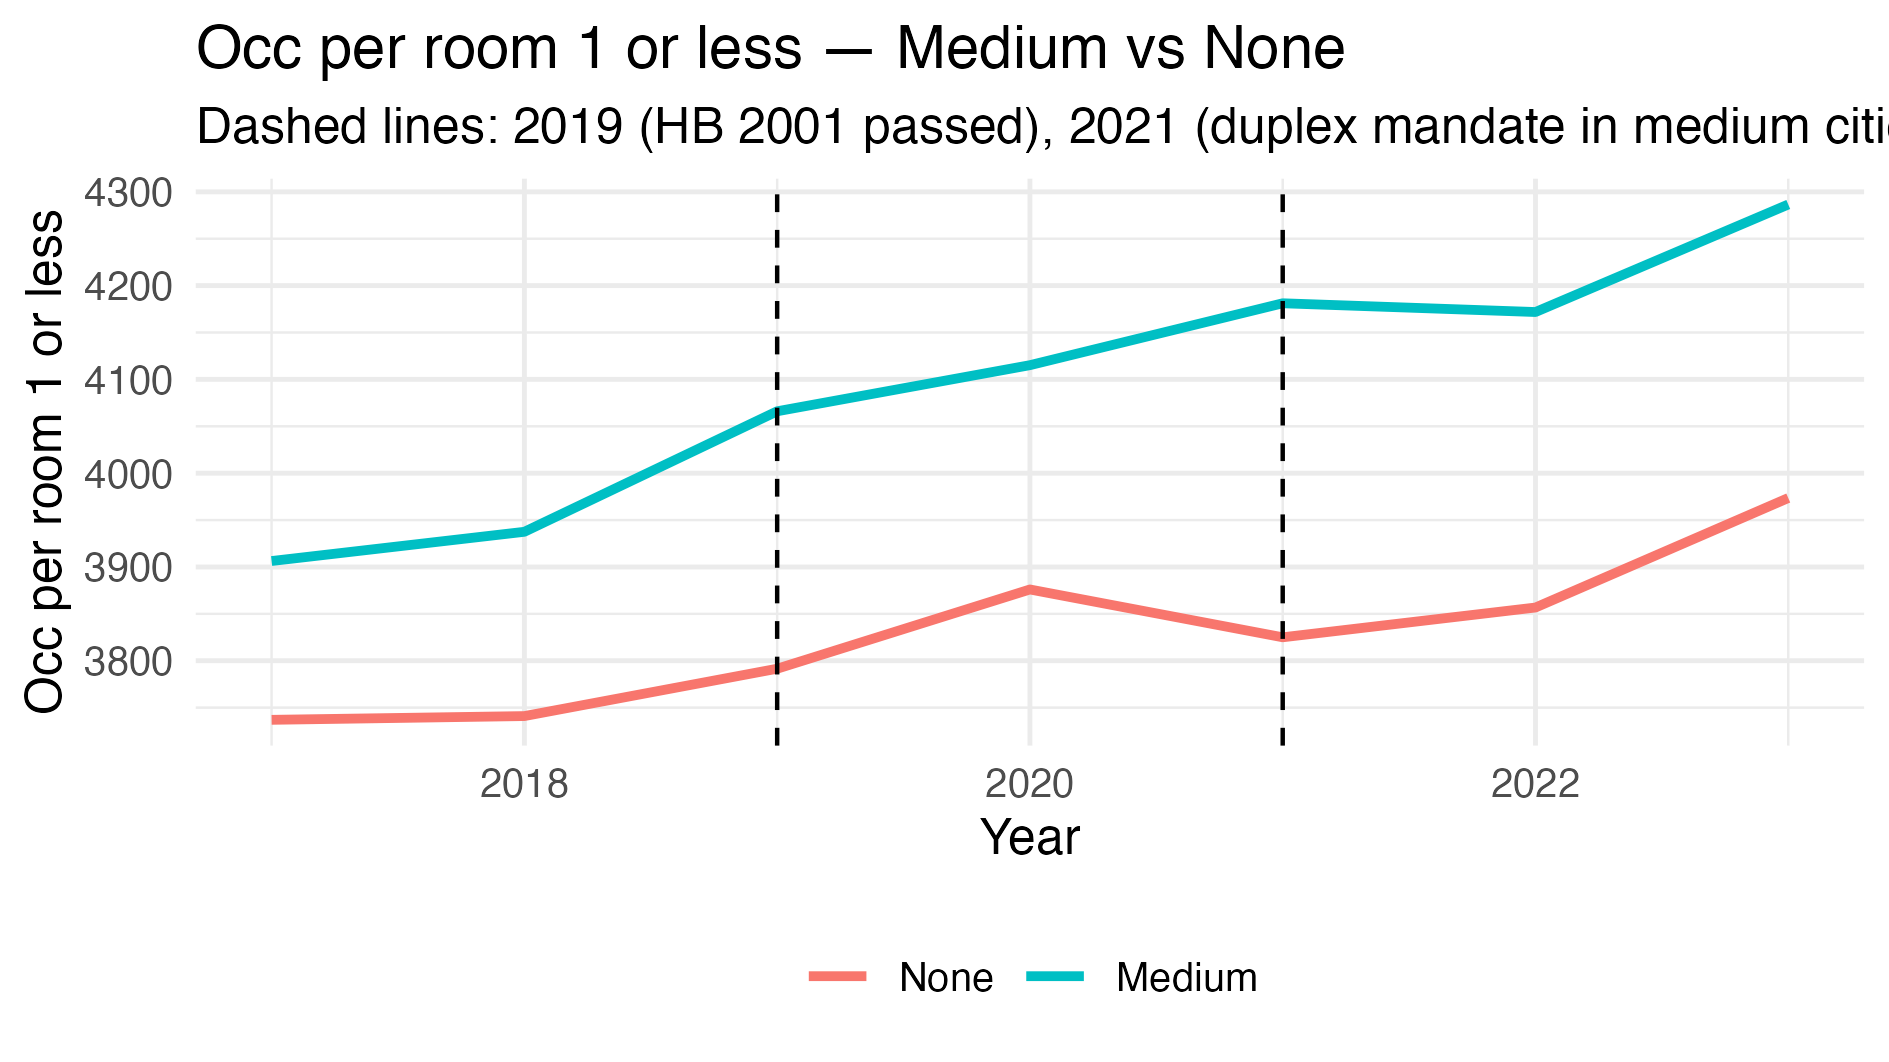 Occ per room 1 or less — Medium vs None
Dashed lines: 2019 (HB 2001 passed), 2021 (duplex mandate in medium
Occ per room 1 or less
4300
4200
4100
4000
3900
3800
2018
2020
2022
Year
None
Medium